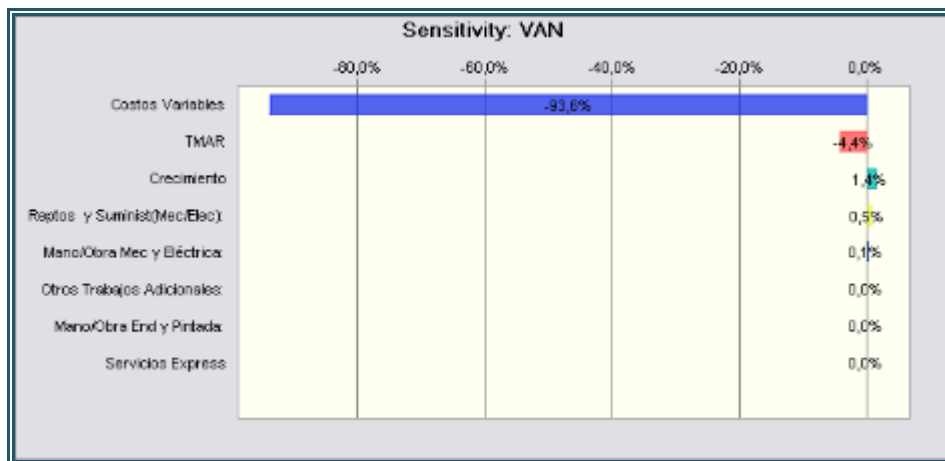 Sensitivity: VAN
-80,0% -60,0% -40,0% -20,0% 0,0%
Costos Variables -93,6%
TMAR -4,4%
Crecimiento 1,4%
Reptos y Suminist(Mec/Elec): 0,5%
Mano/Obra Mec y Eléctrica: 0,1%
Otros Trabajos Adicionales: 0,0%
Mano/Obra End y Pintada: 0,0%
Servicios Express 0,0%